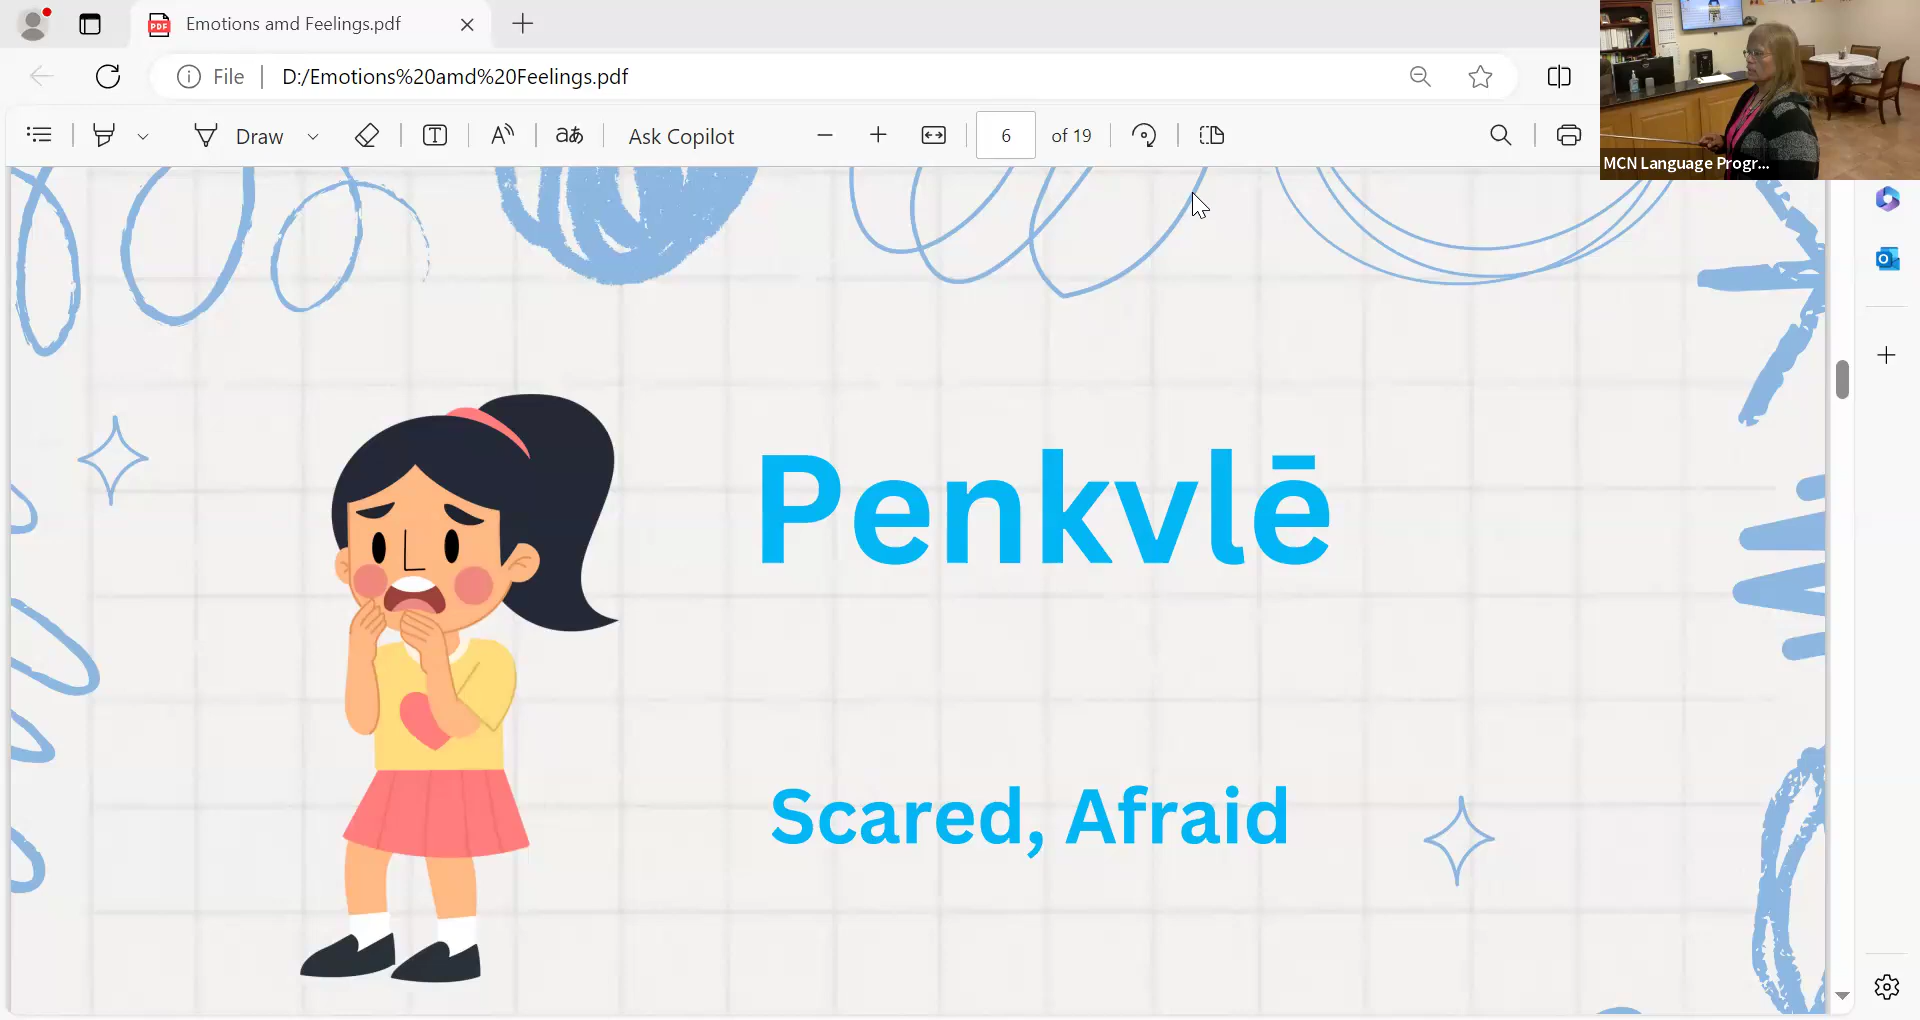 Emotions amd Feelings.pdf
File
D:/Emotions%20amd%20Feelings.pdf
Draw
Ask Copilot
6 of 19
MCN Language Progr...
Penkvlē
Scared, Afraid